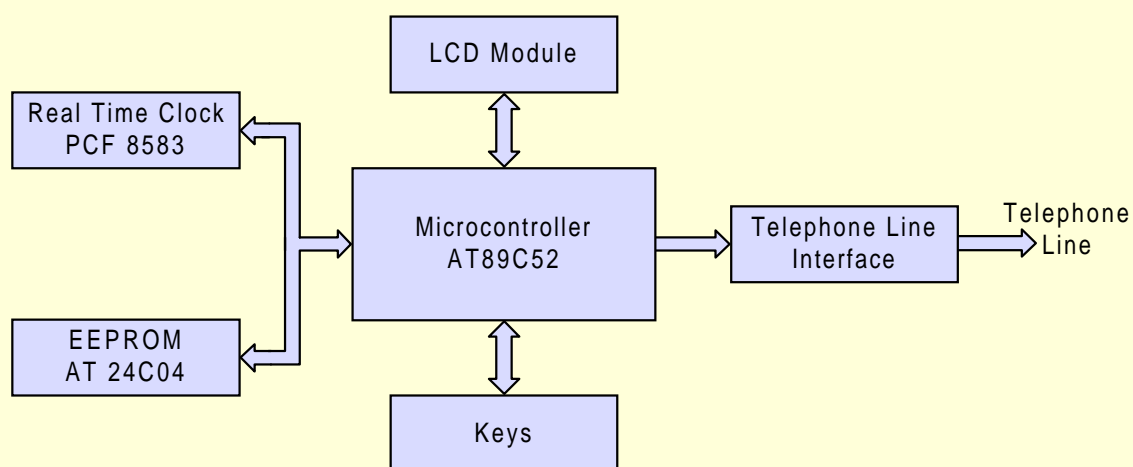 LCD Module
Real Time Clock
PCF 8583
Microcontroller
AT89C52
Telephone Line
Interface
Telephone
Line
EEPROM
AT 24C04
Keys